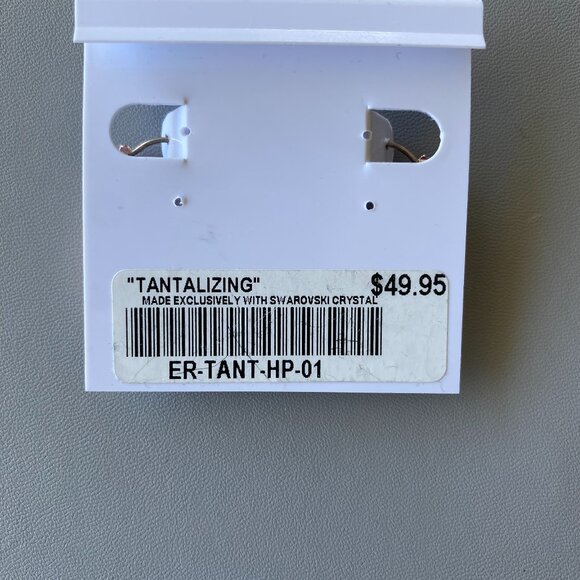 "TANTALIZING" $49.95
MADE EXCLUSIVELY WITH SWAROVSKI CRYSTAL
ER-TANT-HP-01